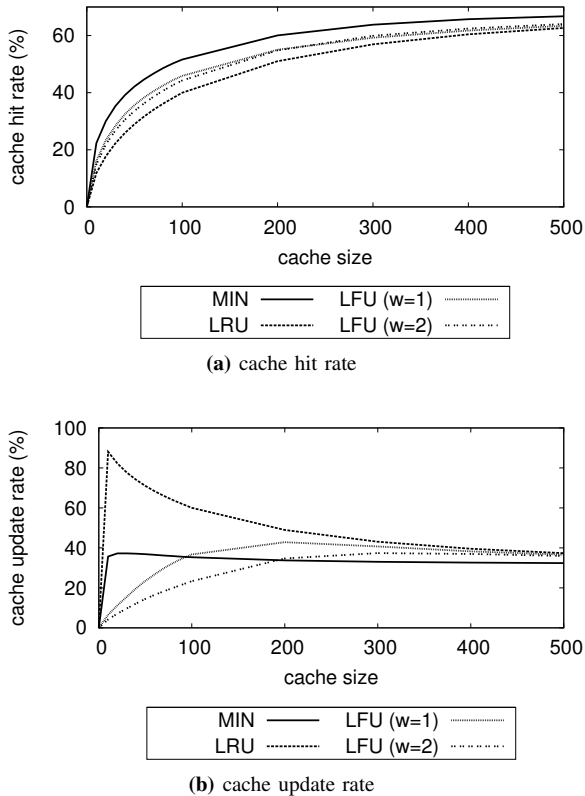 cache hit rate (%)
60
40
20
0
0 100 200 300 400 500
cache size
MIN LFU (w=1)
LRU LFU (w=2)
(a) cache hit rate
cache update rate (%)
100
80
60
40
20
0
0 100 200 300 400 500
cache size
MIN LFU (w=1)
LRU LFU (w=2)
(b) cache update rate